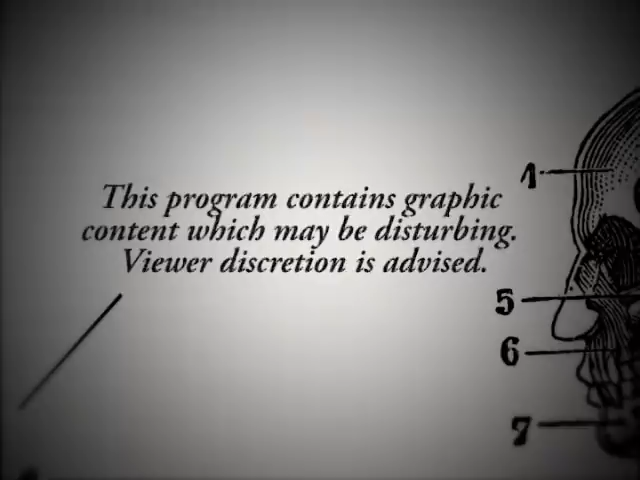 This program contains graphic
content which may be disturbing.
Viewer discretion is advised.
1
5
6
7